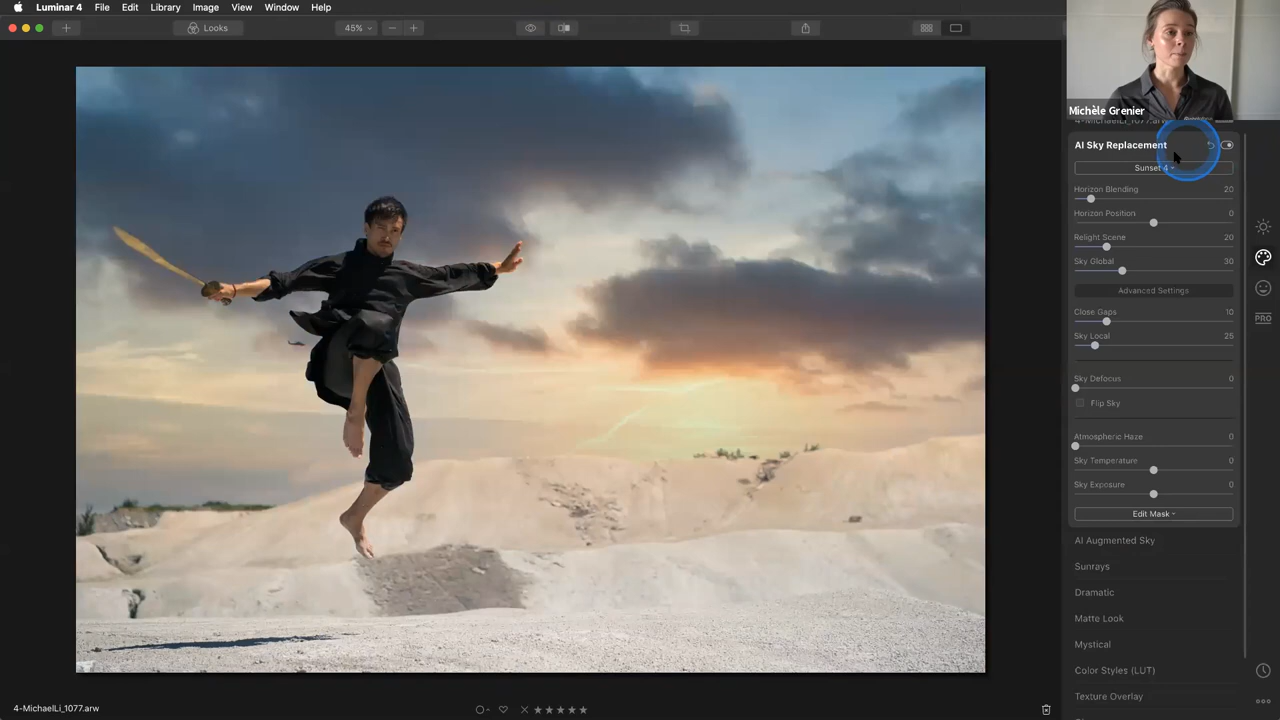 Luminar 4 File Edit Library Image View Window Help
Looks 45%
Michèle Grenier
4-MichaelLi_1077.arw
AI Sky Replacement
Sunset 4
Horizon Blending 20
Horizon Position 0
Relight Scene 20
Sky Global 30
Advanced Settings
Close Gaps 10
Sky Local 25
Sky Defocus 0
Flip Sky
Atmospheric Haze 0
Sky Temperature 0
Sky Exposure 0
Edit Mask
AI Augmented Sky
Sunrays
Dramatic
Matte Look
Mystical
Color Styles (LUT)
Texture Overlay
PRO
4-MichaelLi_1077.arw